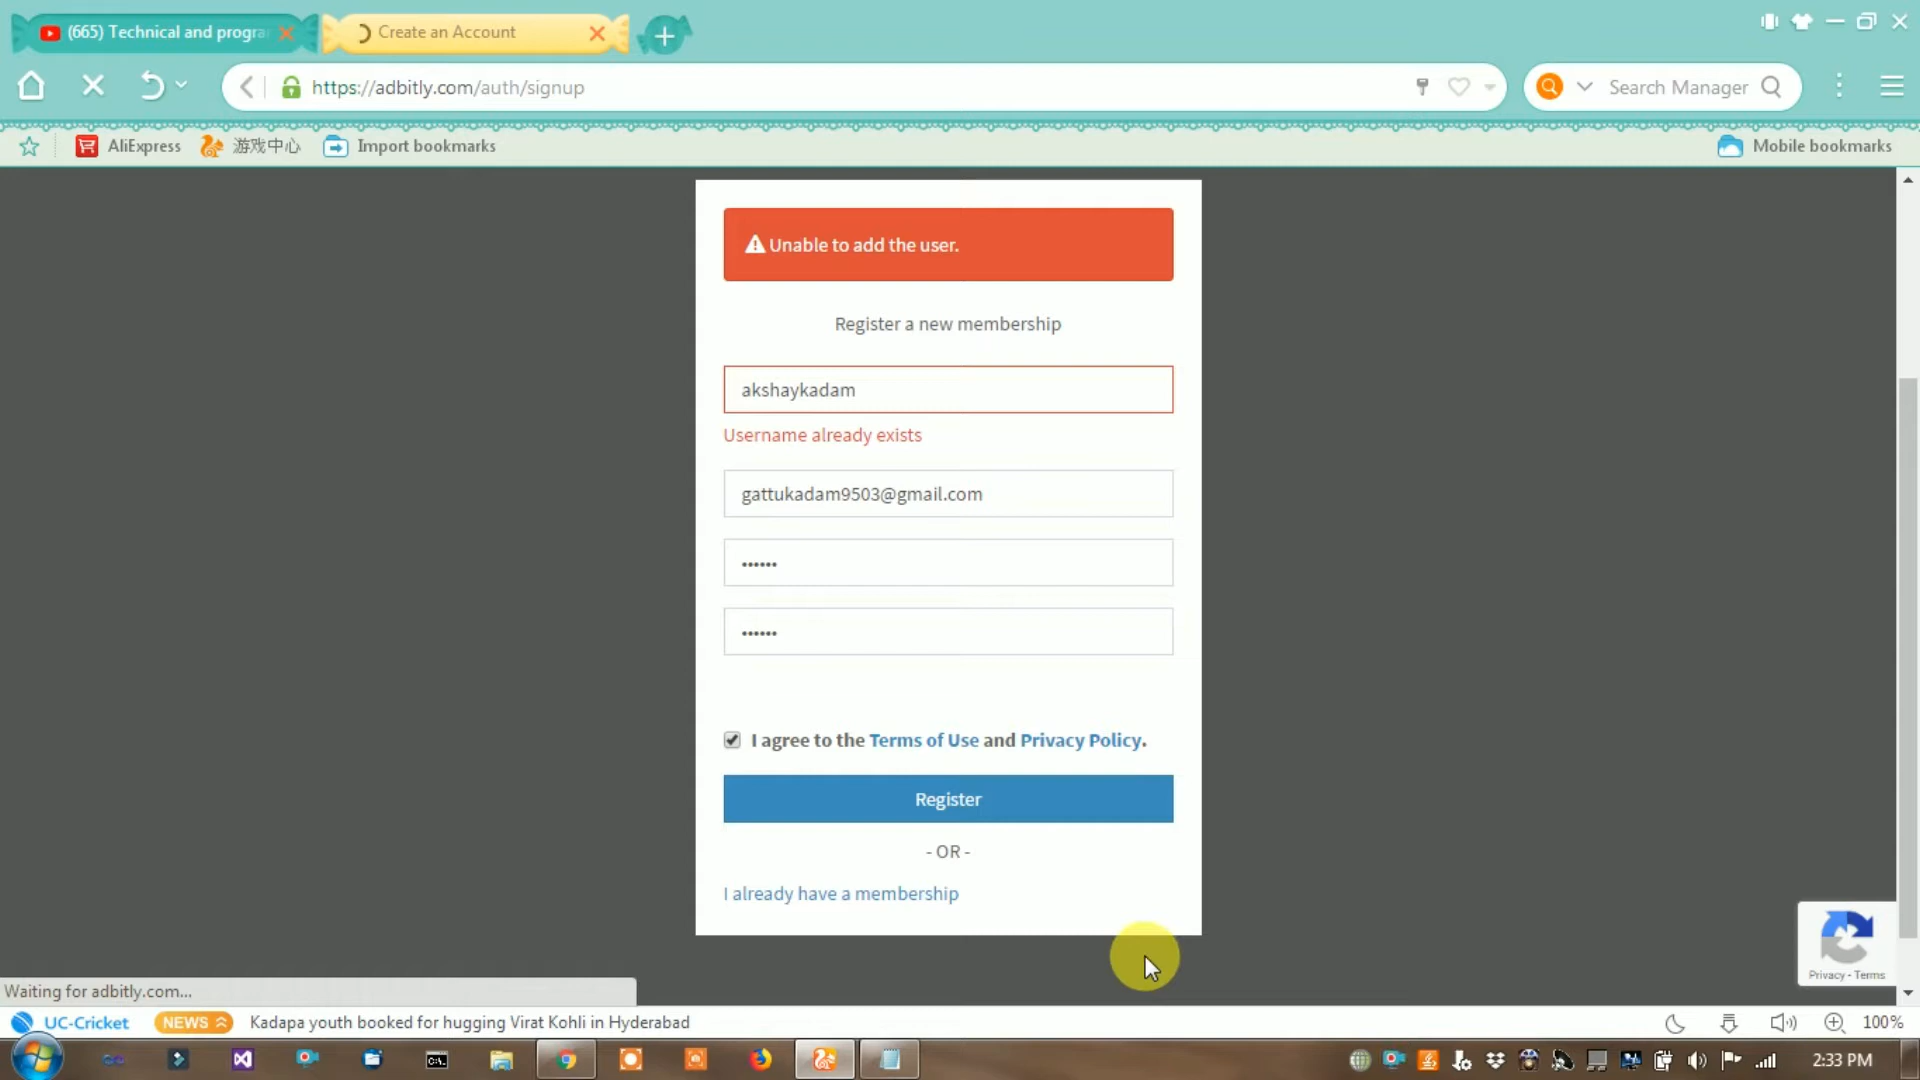 (665) Technical and progra
Create an Account
https://adbitly.com/auth/signup
Search Manager
AliExpress
游戏中心
Import bookmarks
Mobile bookmarks
Unable to add the user.
Register a new membership
akshaykadam
Username already exists
gattukadam9503@gmail.com
••••••
••••••
I agree to the Terms of Use and Privacy Policy.
Register
- OR -
I already have a membership
Privacy - Terms
Waiting for adbitly.com...
UC-Cricket
NEWS
Kadapa youth booked for hugging Virat Kohli in Hyderabad
100%
2:33 PM